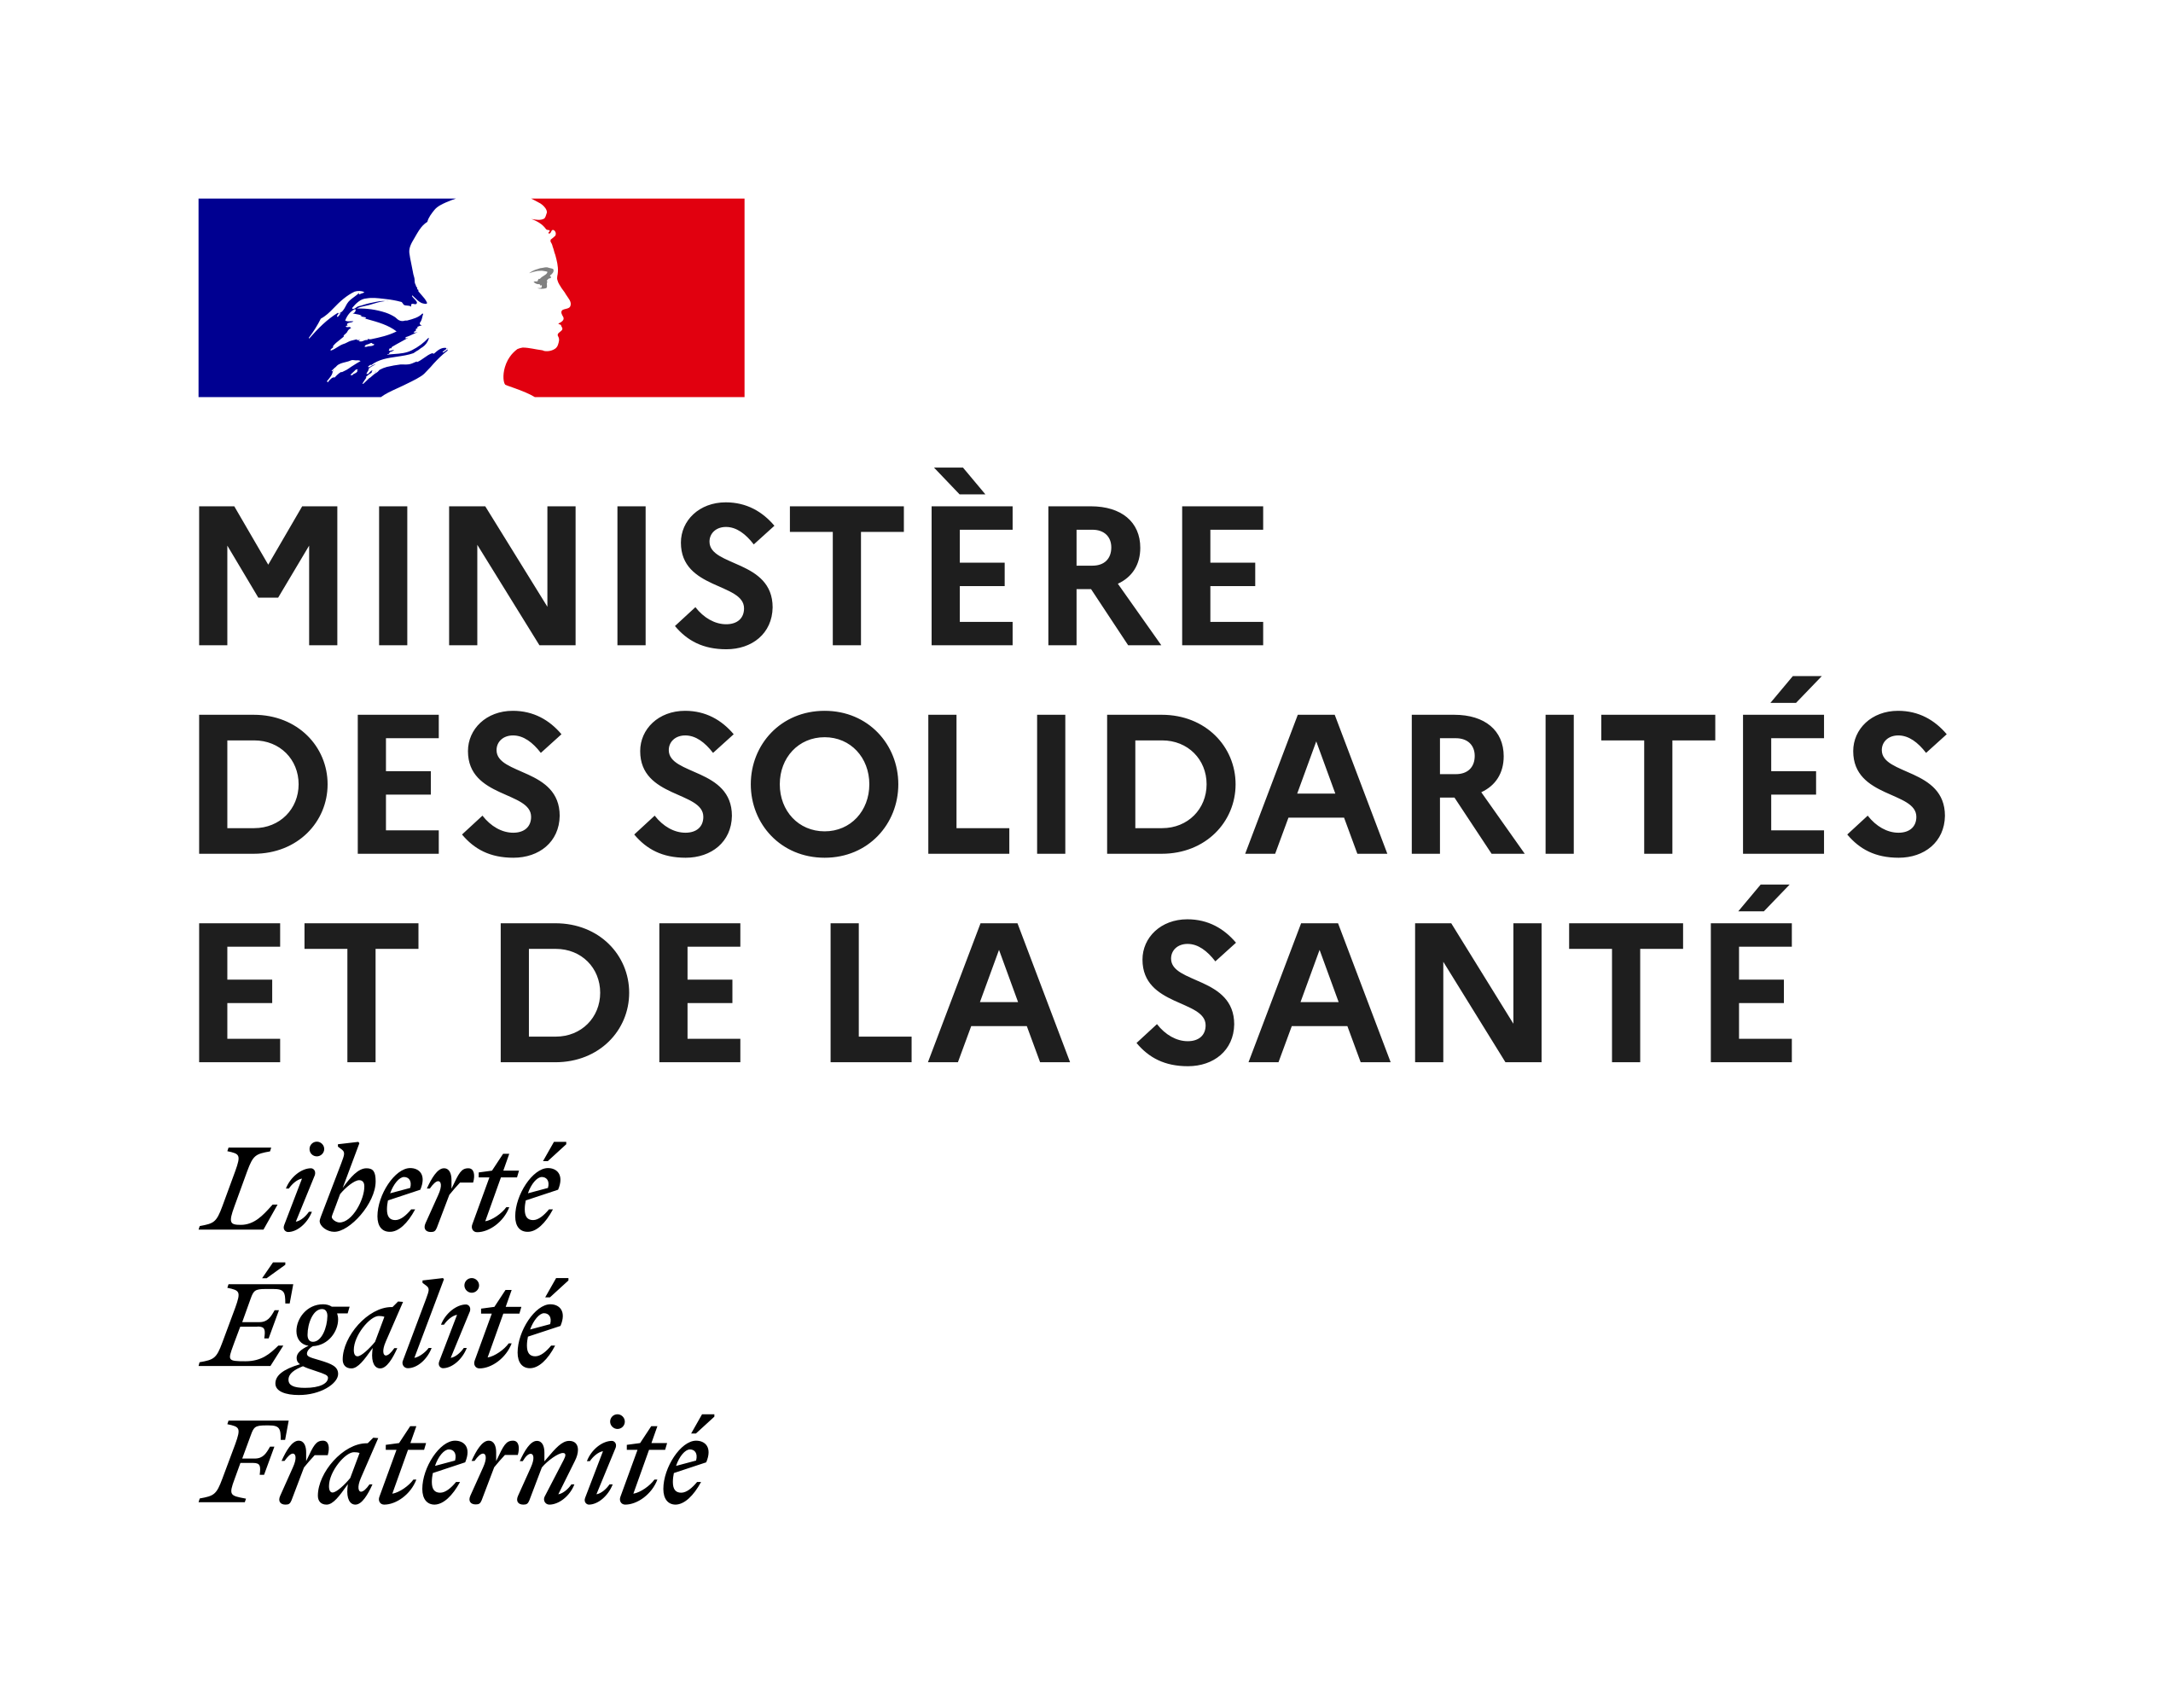 MINISTÈRE
DES SOLIDARITÉS
ET DE LA SANTÉ
Liberté
Égalité
Fraternité